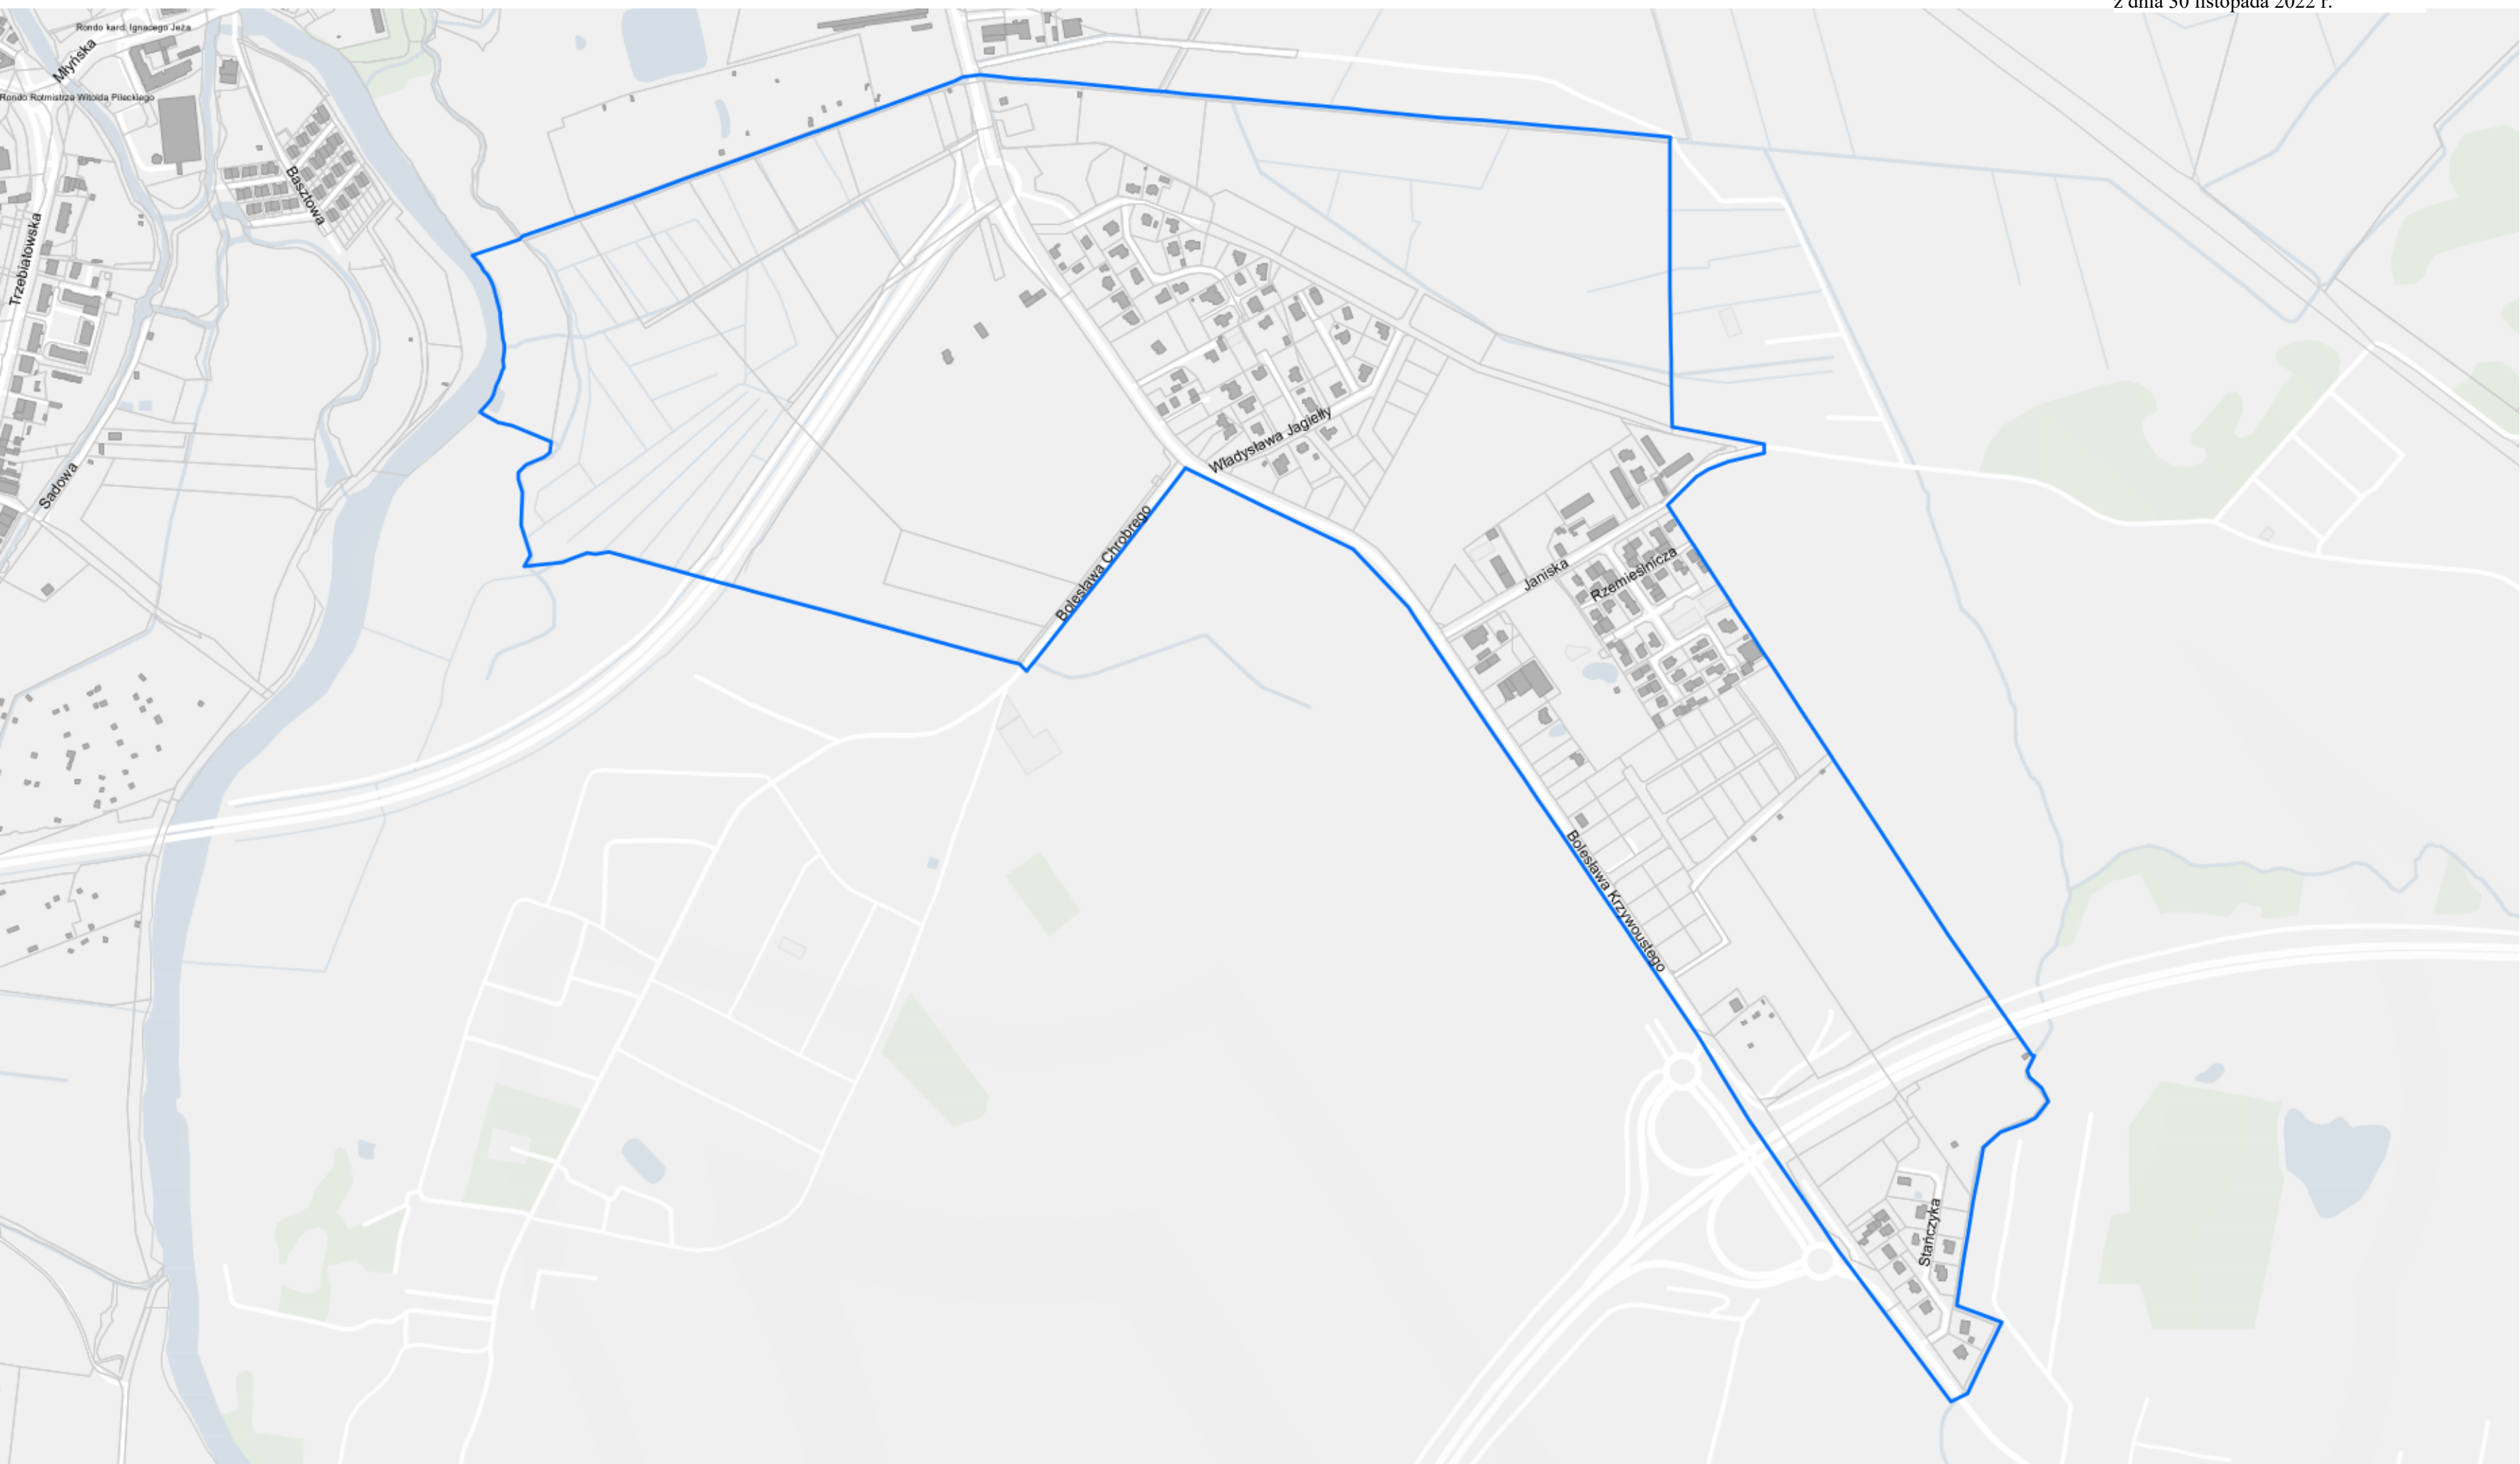 z dnia 30 listopada 2022 r.
Rondo kard. Ignacego Jeża
Młyńska
Rondo Rotmistrza Witolda Pileckiego
Basztowa
Trzebiatowska
Sadowa
Władysława Jagiełły
Bolesława Chrobrego
Janiska
Rzemieślnicza
Bolesława Krzywoustego
Stańczyka